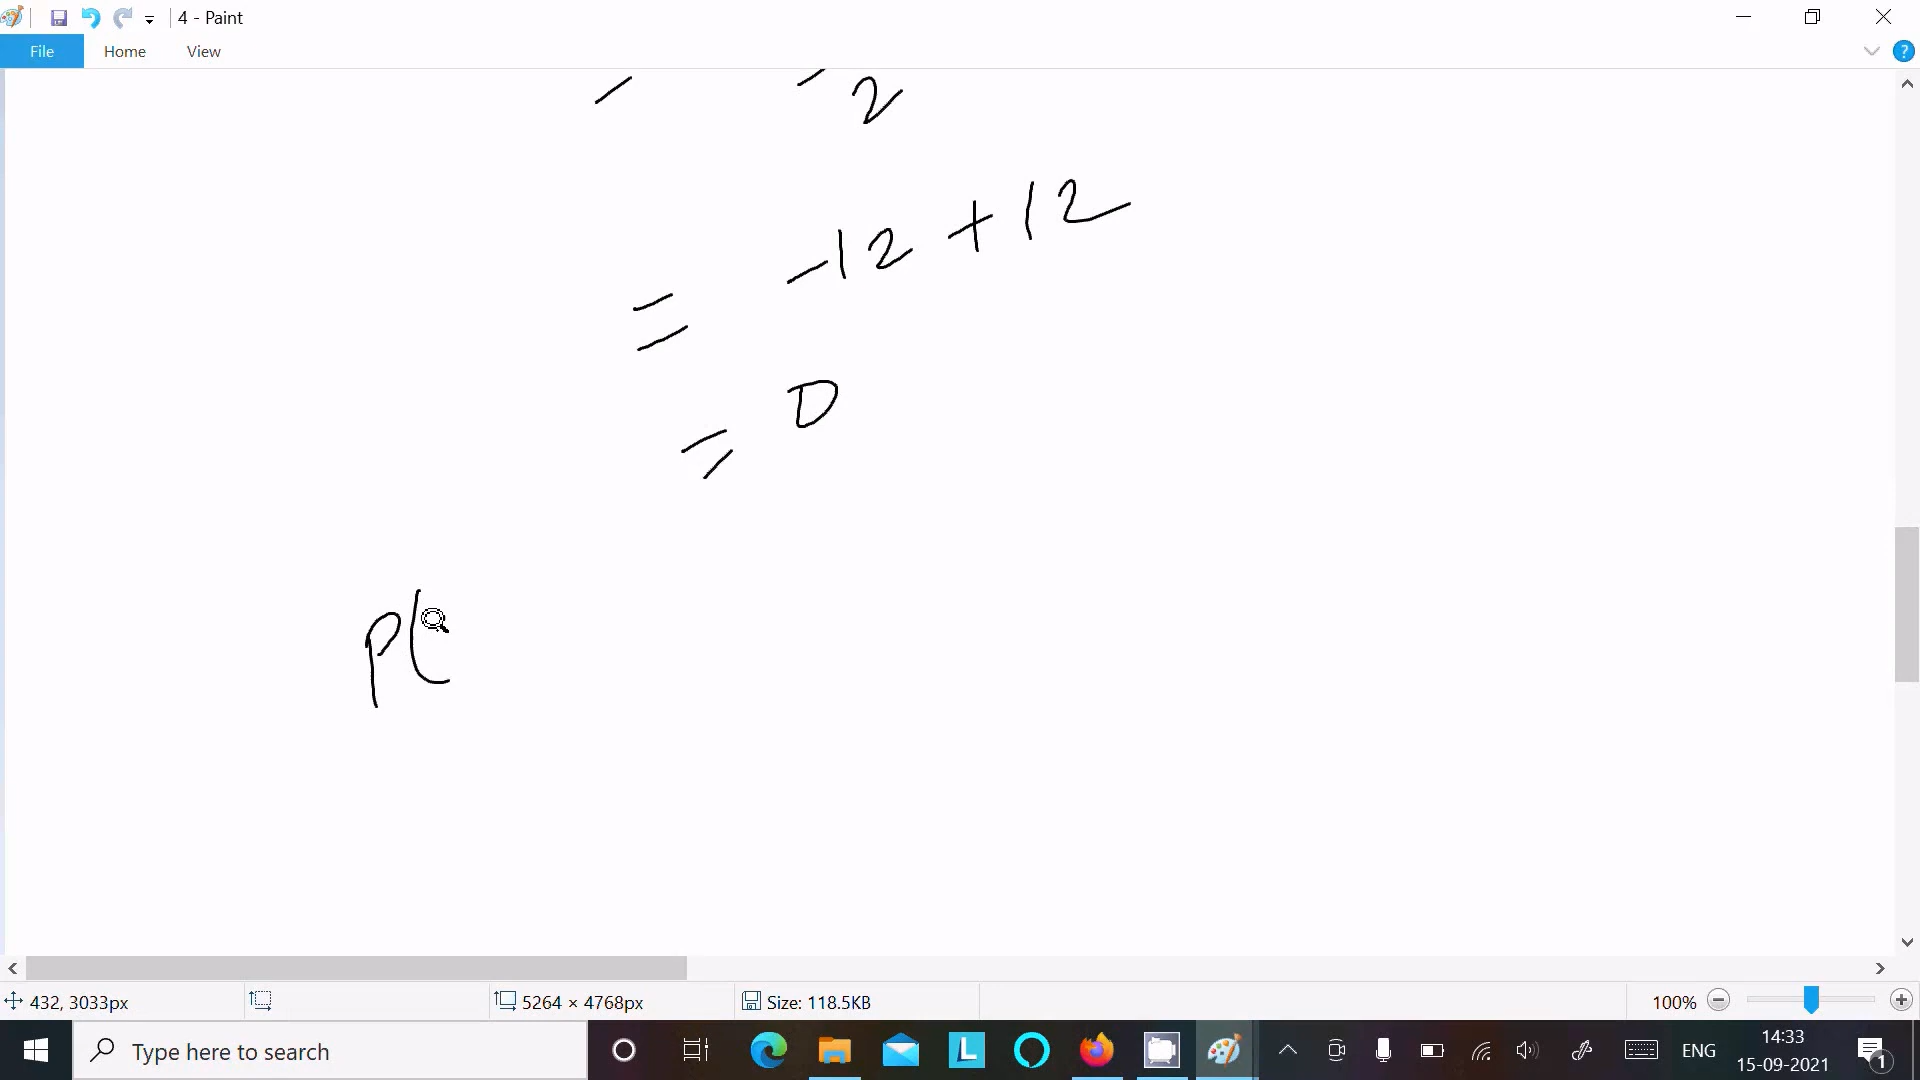 4 - Paint
File Home View
2
= -12 + 12
= 0
P(
432, 3033px 5264 × 4768px Size: 118.5KB 100%
Type here to search L ENG 14:33
15-09-2021 1